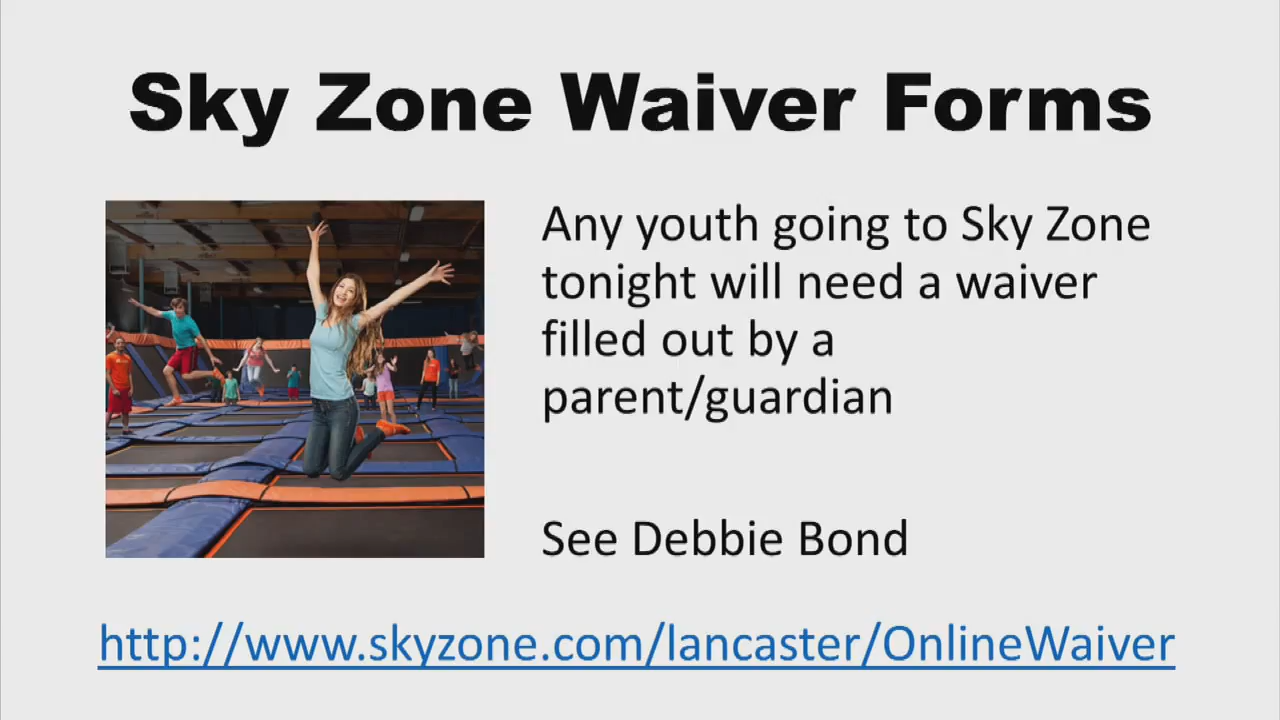 Sky Zone Waiver Forms
Any youth going to Sky Zone
tonight will need a waiver
filled out by a
parent/guardian
See Debbie Bond
http://www.skyzone.com/lancaster/OnlineWaiver